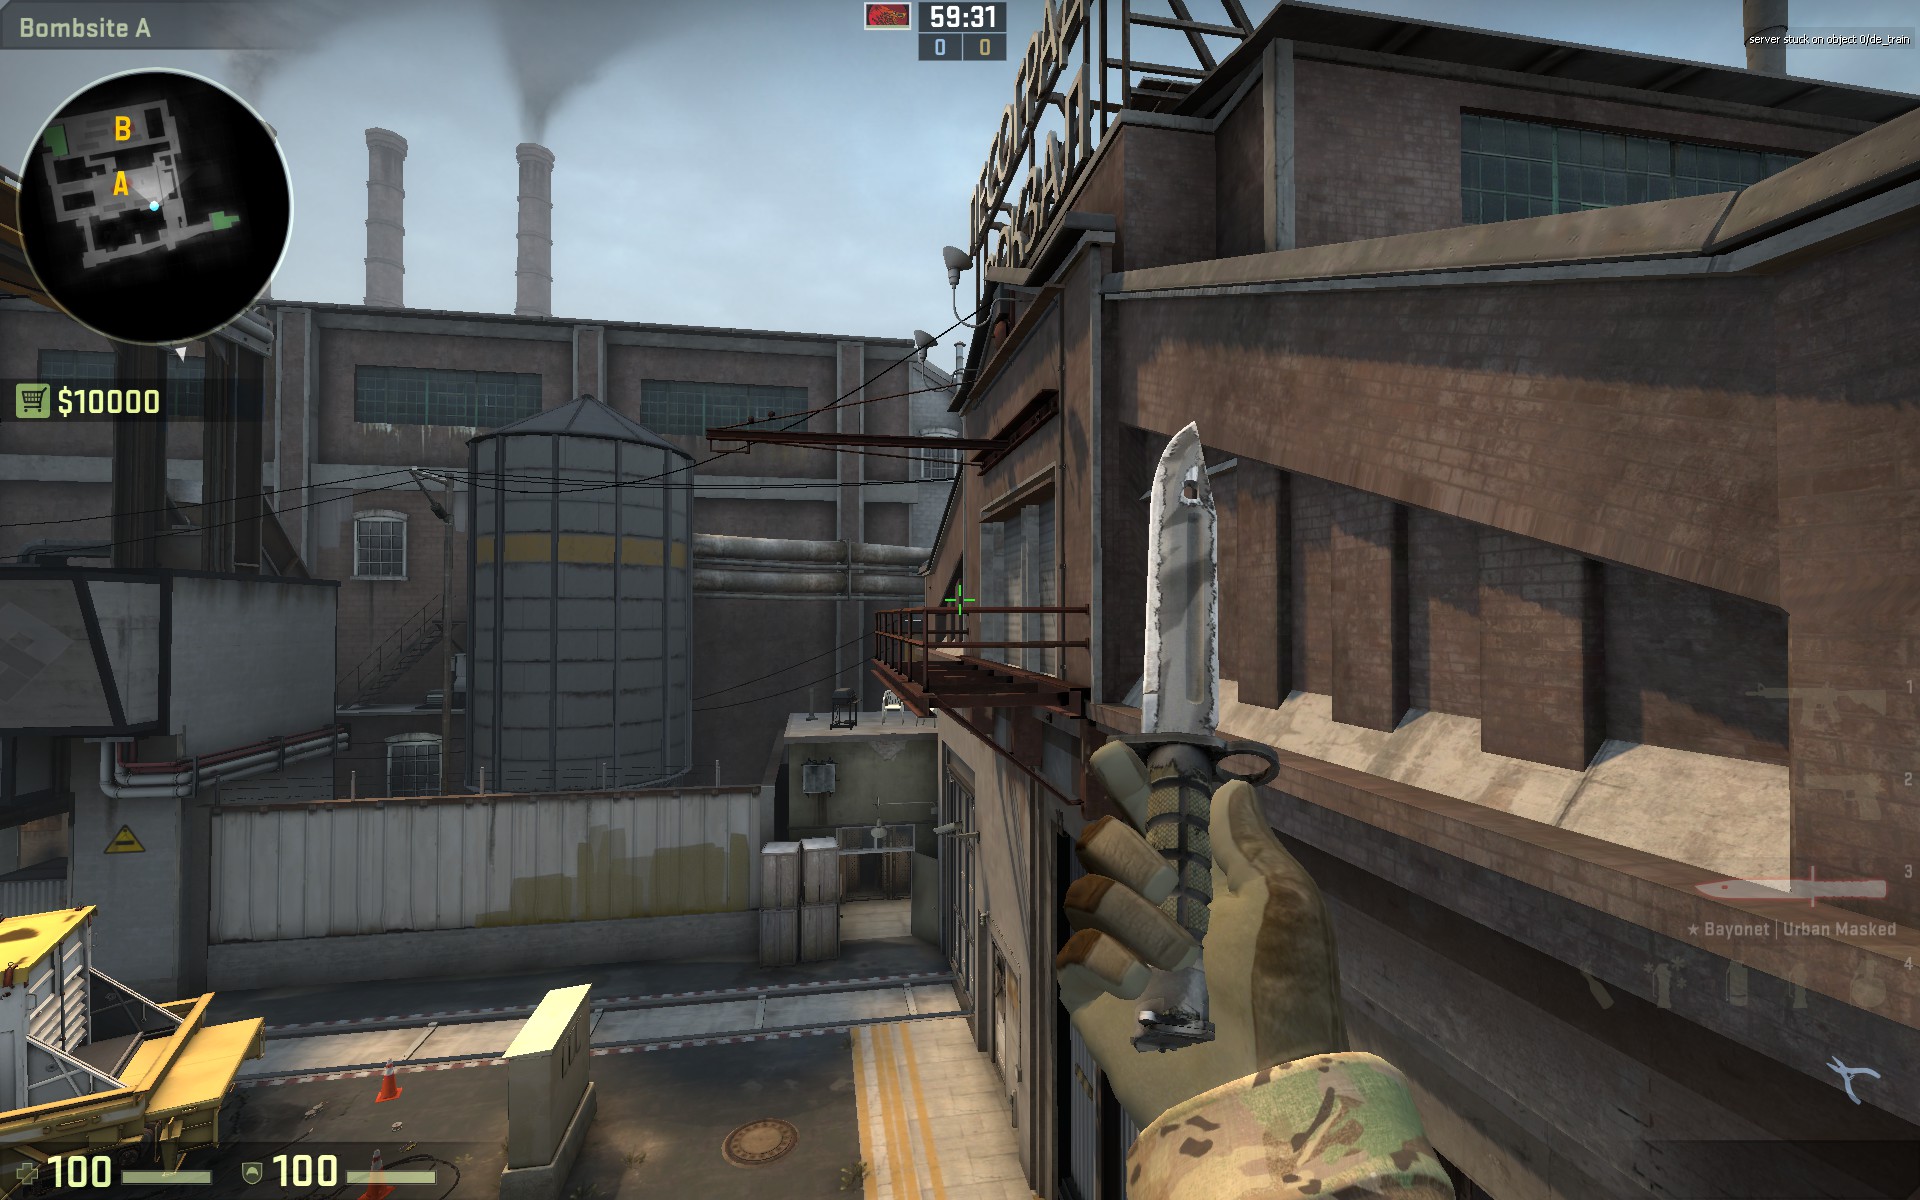 Bombsite A
59:31
0 0
server stuck on object 0/de_train
B
A
$10000
1
2
3
★ Bayonet | Urban Masked
4
100 100